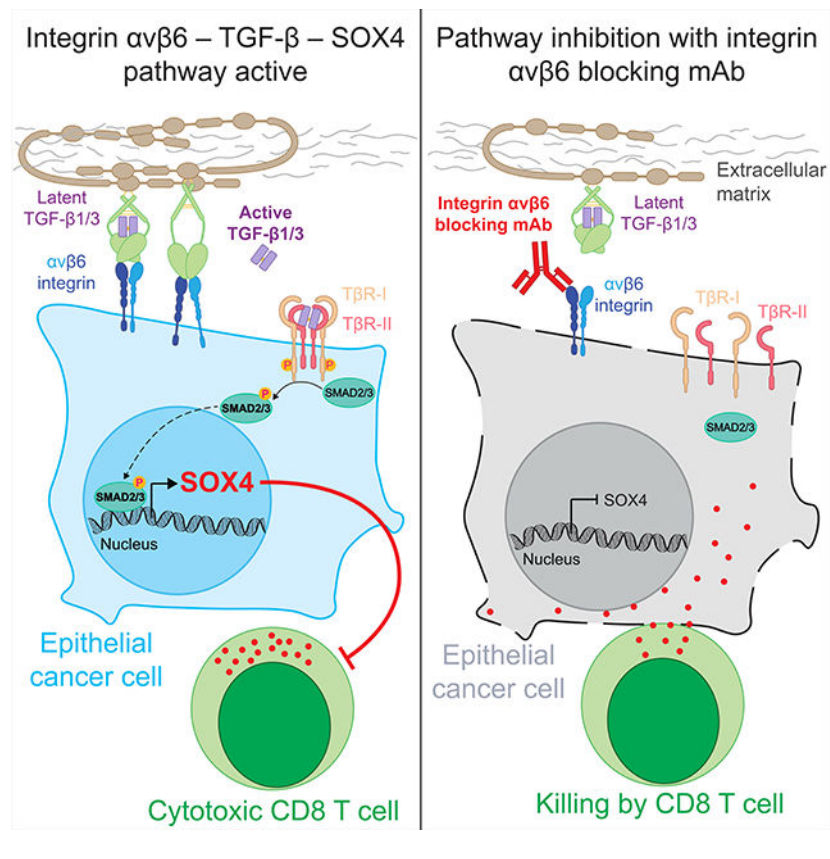 Integrin αvβ6 – TGF-β – SOX4
pathway active
Latent
TGF-β1/3
Active
TGF-β1/3
αvβ6
integrin
TβR-I
TβR-II
P
P
SMAD2/3
P
SMAD2/3
P
SMAD2/3
SOX4
Nucleus
Epithelial
cancer cell
Cytotoxic CD8 T cell
Pathway inhibition with integrin
αvβ6 blocking mAb
Extracellular
matrix
Integrin αvβ6
blocking mAb
Latent
TGF-β1/3
αvβ6
integrin
TβR-I
TβR-II
SMAD2/3
SOX4
Nucleus
Epithelial
cancer cell
Killing by CD8 T cell